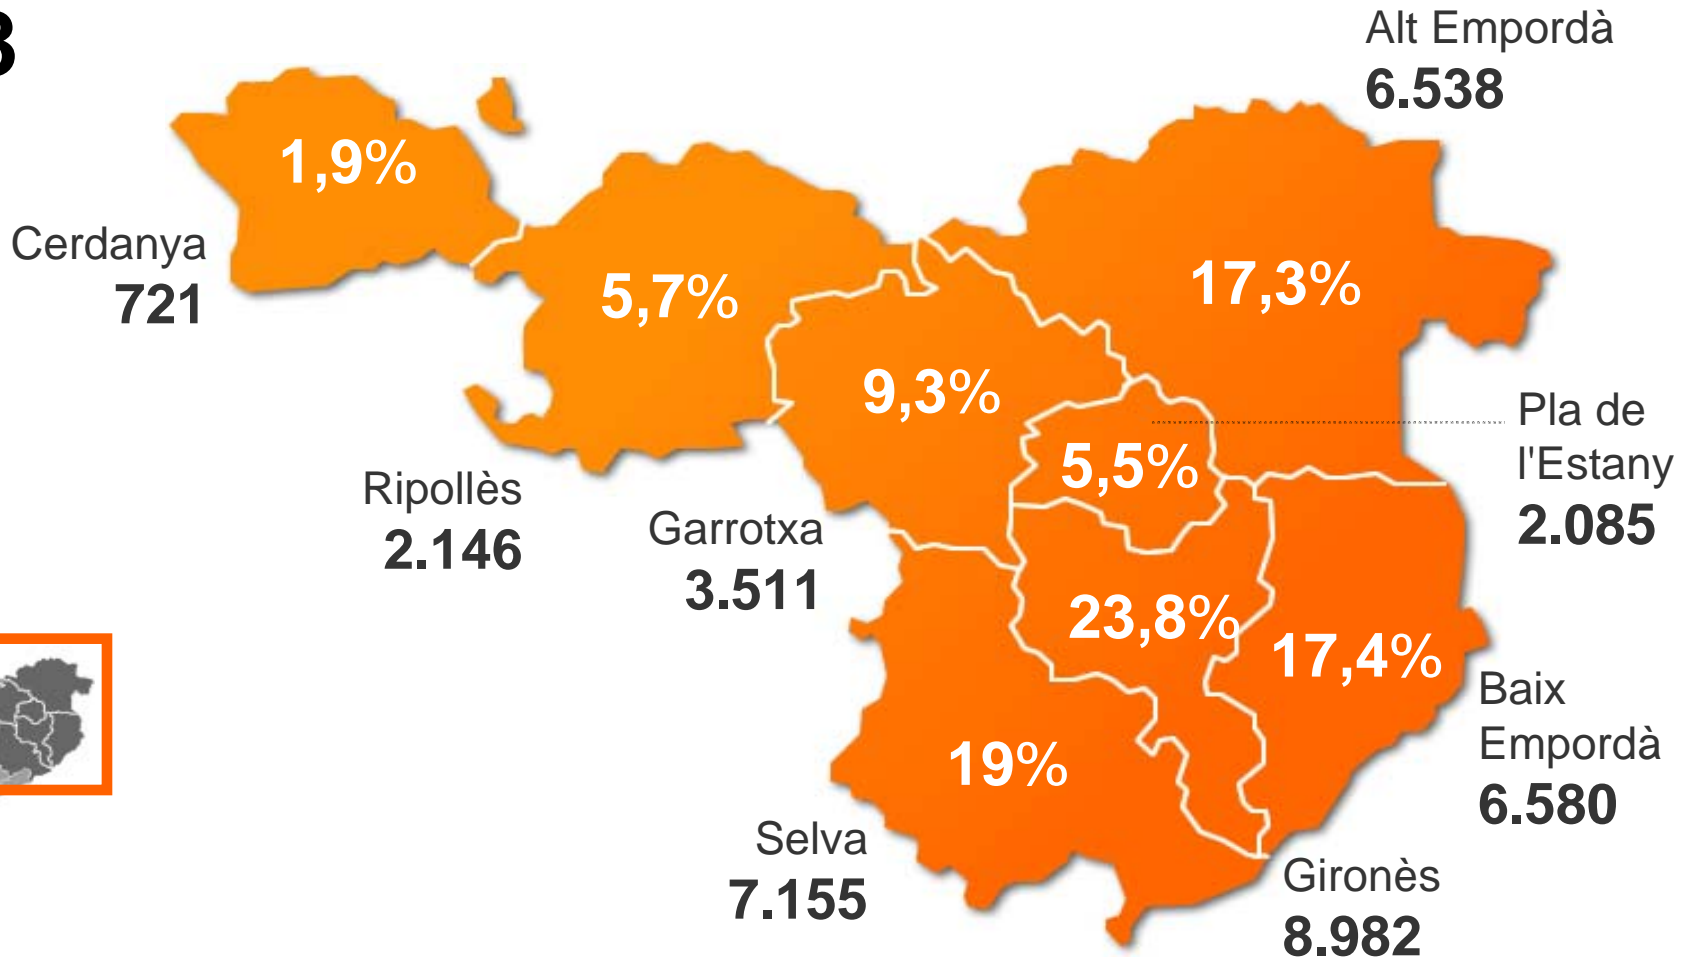 3
Alt Empordà
6.538
1,9%
Cerdanya
721
5,7%
17,3%
9,3%
Pla de
l'Estany
2.085
5,5%
Ripollès
2.146
Garrotxa
3.511
23,8%
17,4%
Baix
Empordà
6.580
19%
Selva
7.155
Gironès
8.982